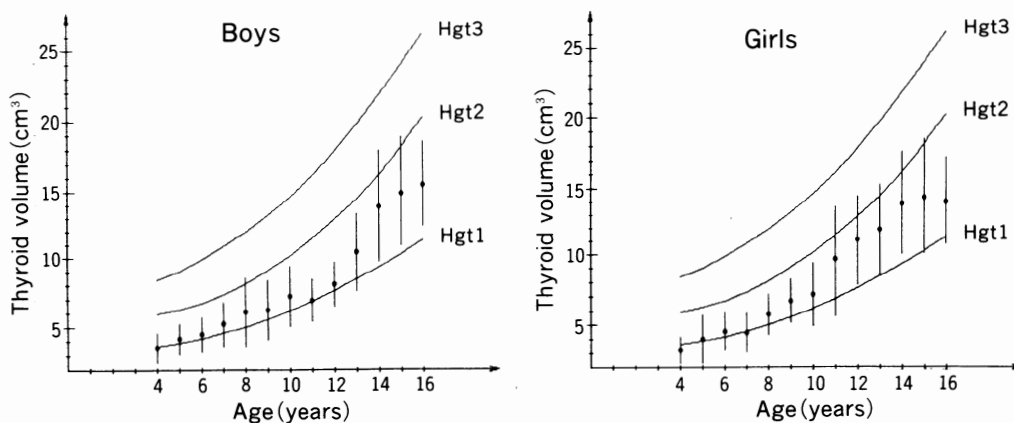 Boys
Thyroid volume (cm³)
25
20
15
10
5
4 6 8 10 12 14 16
Age (years)
Hgt3
Hgt2
Hgt1
Girls
Thyroid volume (cm³)
25
20
15
10
5
4 6 8 10 12 14 16
Age (years)
Hgt3
Hgt2
Hgt1